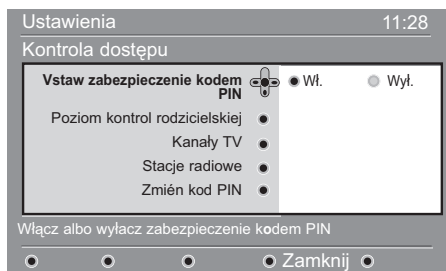 Ustawienia 11:28
Kontrola dostępu
Vstaw zabezpieczenie kodem PIN Wł. Wył.
Poziom kontrol rodzicielskiej
Kanały TV
Stacje radiowe
Zmién kod PIN
Włącz albo wyłacz zabezpieczenie kodem PIN
Zamknij